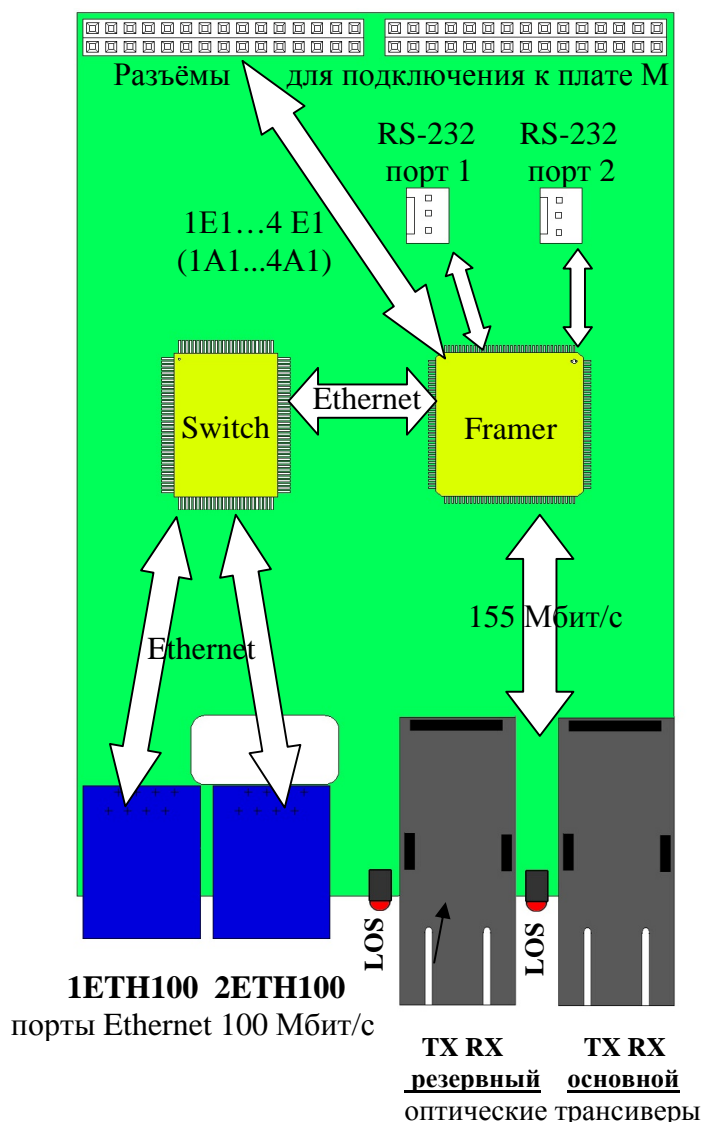 Разъёмы для подключения к плате М
RS-232
порт 1
RS-232
порт 2
1E1…4 E1
(1A1...4A1)
Ethernet
Switch
Framer
155 Мбит/с
Ethernet
LOS
LOS
1ETH100 2ETH100
порты Ethernet 100 Мбит/с
TX RX TX RX
резервный основной
оптические трансиверы